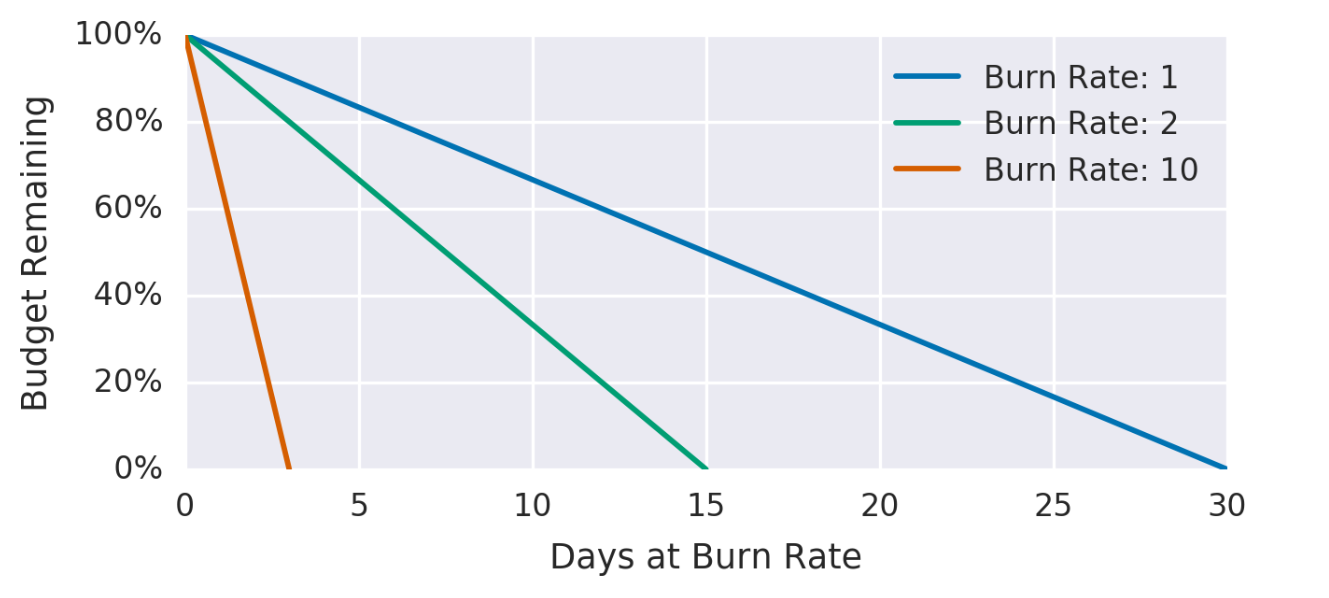 100%
80%
60%
40%
20%
0%
Budget Remaining
Burn Rate: 1
Burn Rate: 2
Burn Rate: 10
0 5 10 15 20 25 30
Days at Burn Rate